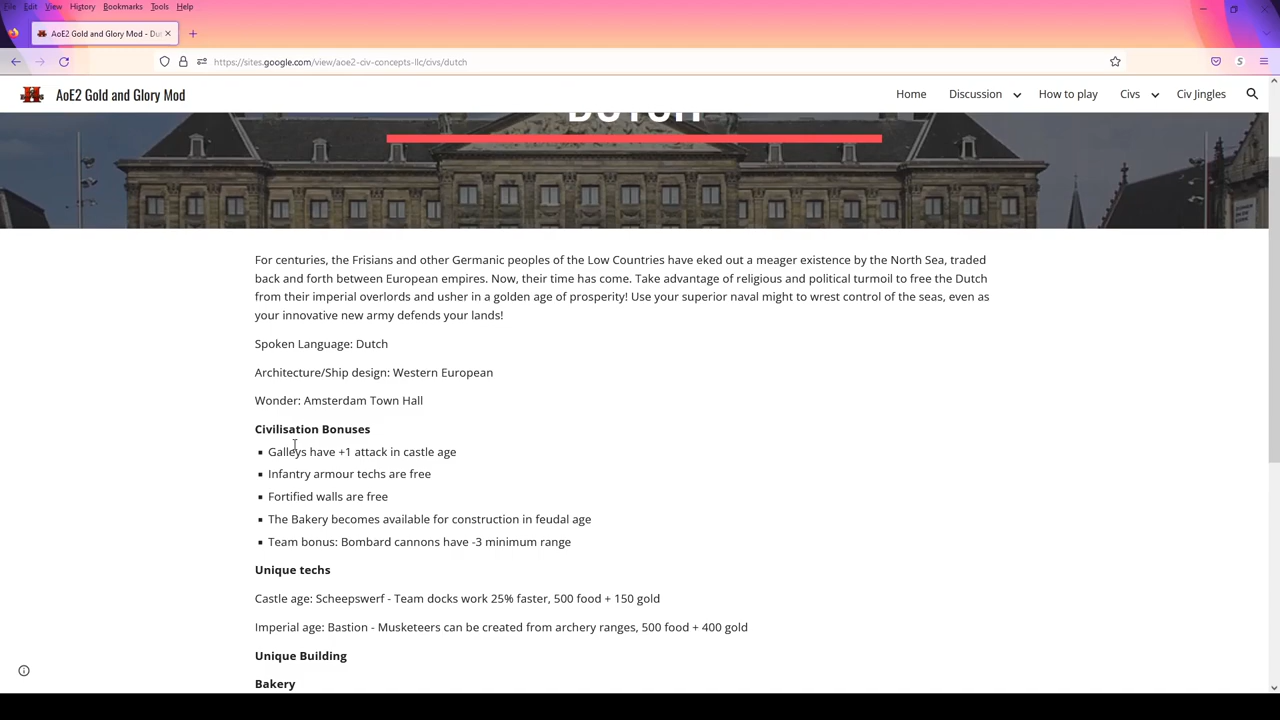 File Edit View History Bookmarks Tools Help
AoE2 Gold and Glory Mod - Du
https://sites.google.com/view/aoe2-civ-concepts-llc/civs/dutch
AoE2 Gold and Glory Mod
Home Discussion How to play Civs Civ Jingles
DUTCH
For centuries, the Frisians and other Germanic peoples of the Low Countries have eked out a meager existence by the North Sea, traded
back and forth between European empires. Now, their time has come. Take advantage of religious and political turmoil to free the Dutch
from their imperial overlords and usher in a golden age of prosperity! Use your superior naval might to wrest control of the seas, even as
your innovative new army defends your lands!
Spoken Language: Dutch
Architecture/Ship design: Western European
Wonder: Amsterdam Town Hall
Civilisation Bonuses
▪ Galleys have +1 attack in castle age
▪ Infantry armour techs are free
▪ Fortified walls are free
▪ The Bakery becomes available for construction in feudal age
▪ Team bonus: Bombard cannons have -3 minimum range
Unique techs
Castle age: Scheepswerf - Team docks work 25% faster, 500 food + 150 gold
Imperial age: Bastion - Musketeers can be created from archery ranges, 500 food + 400 gold
Unique Building
Bakery